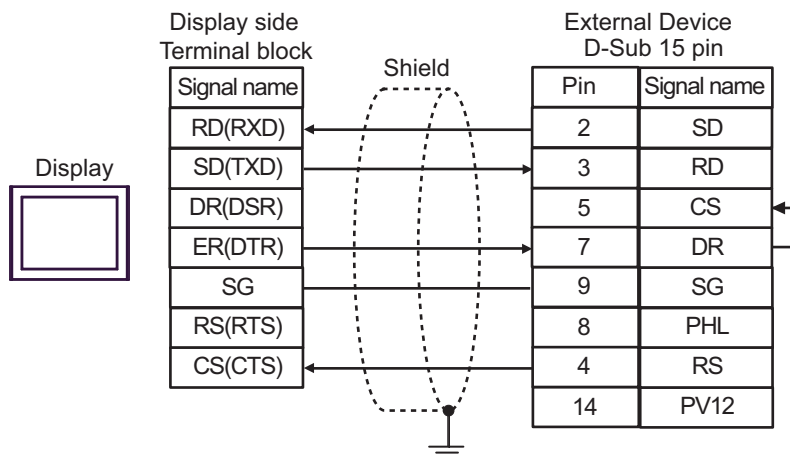 Display side
Terminal block
External Device
D-Sub 15 pin
Shield
Display
Signal name
Pin
Signal name
RD(RXD)
2
SD
SD(TXD)
3
RD
DR(DSR)
5
CS
ER(DTR)
7
DR
SG
9
SG
RS(RTS)
8
PHL
CS(CTS)
4
RS
14
PV12